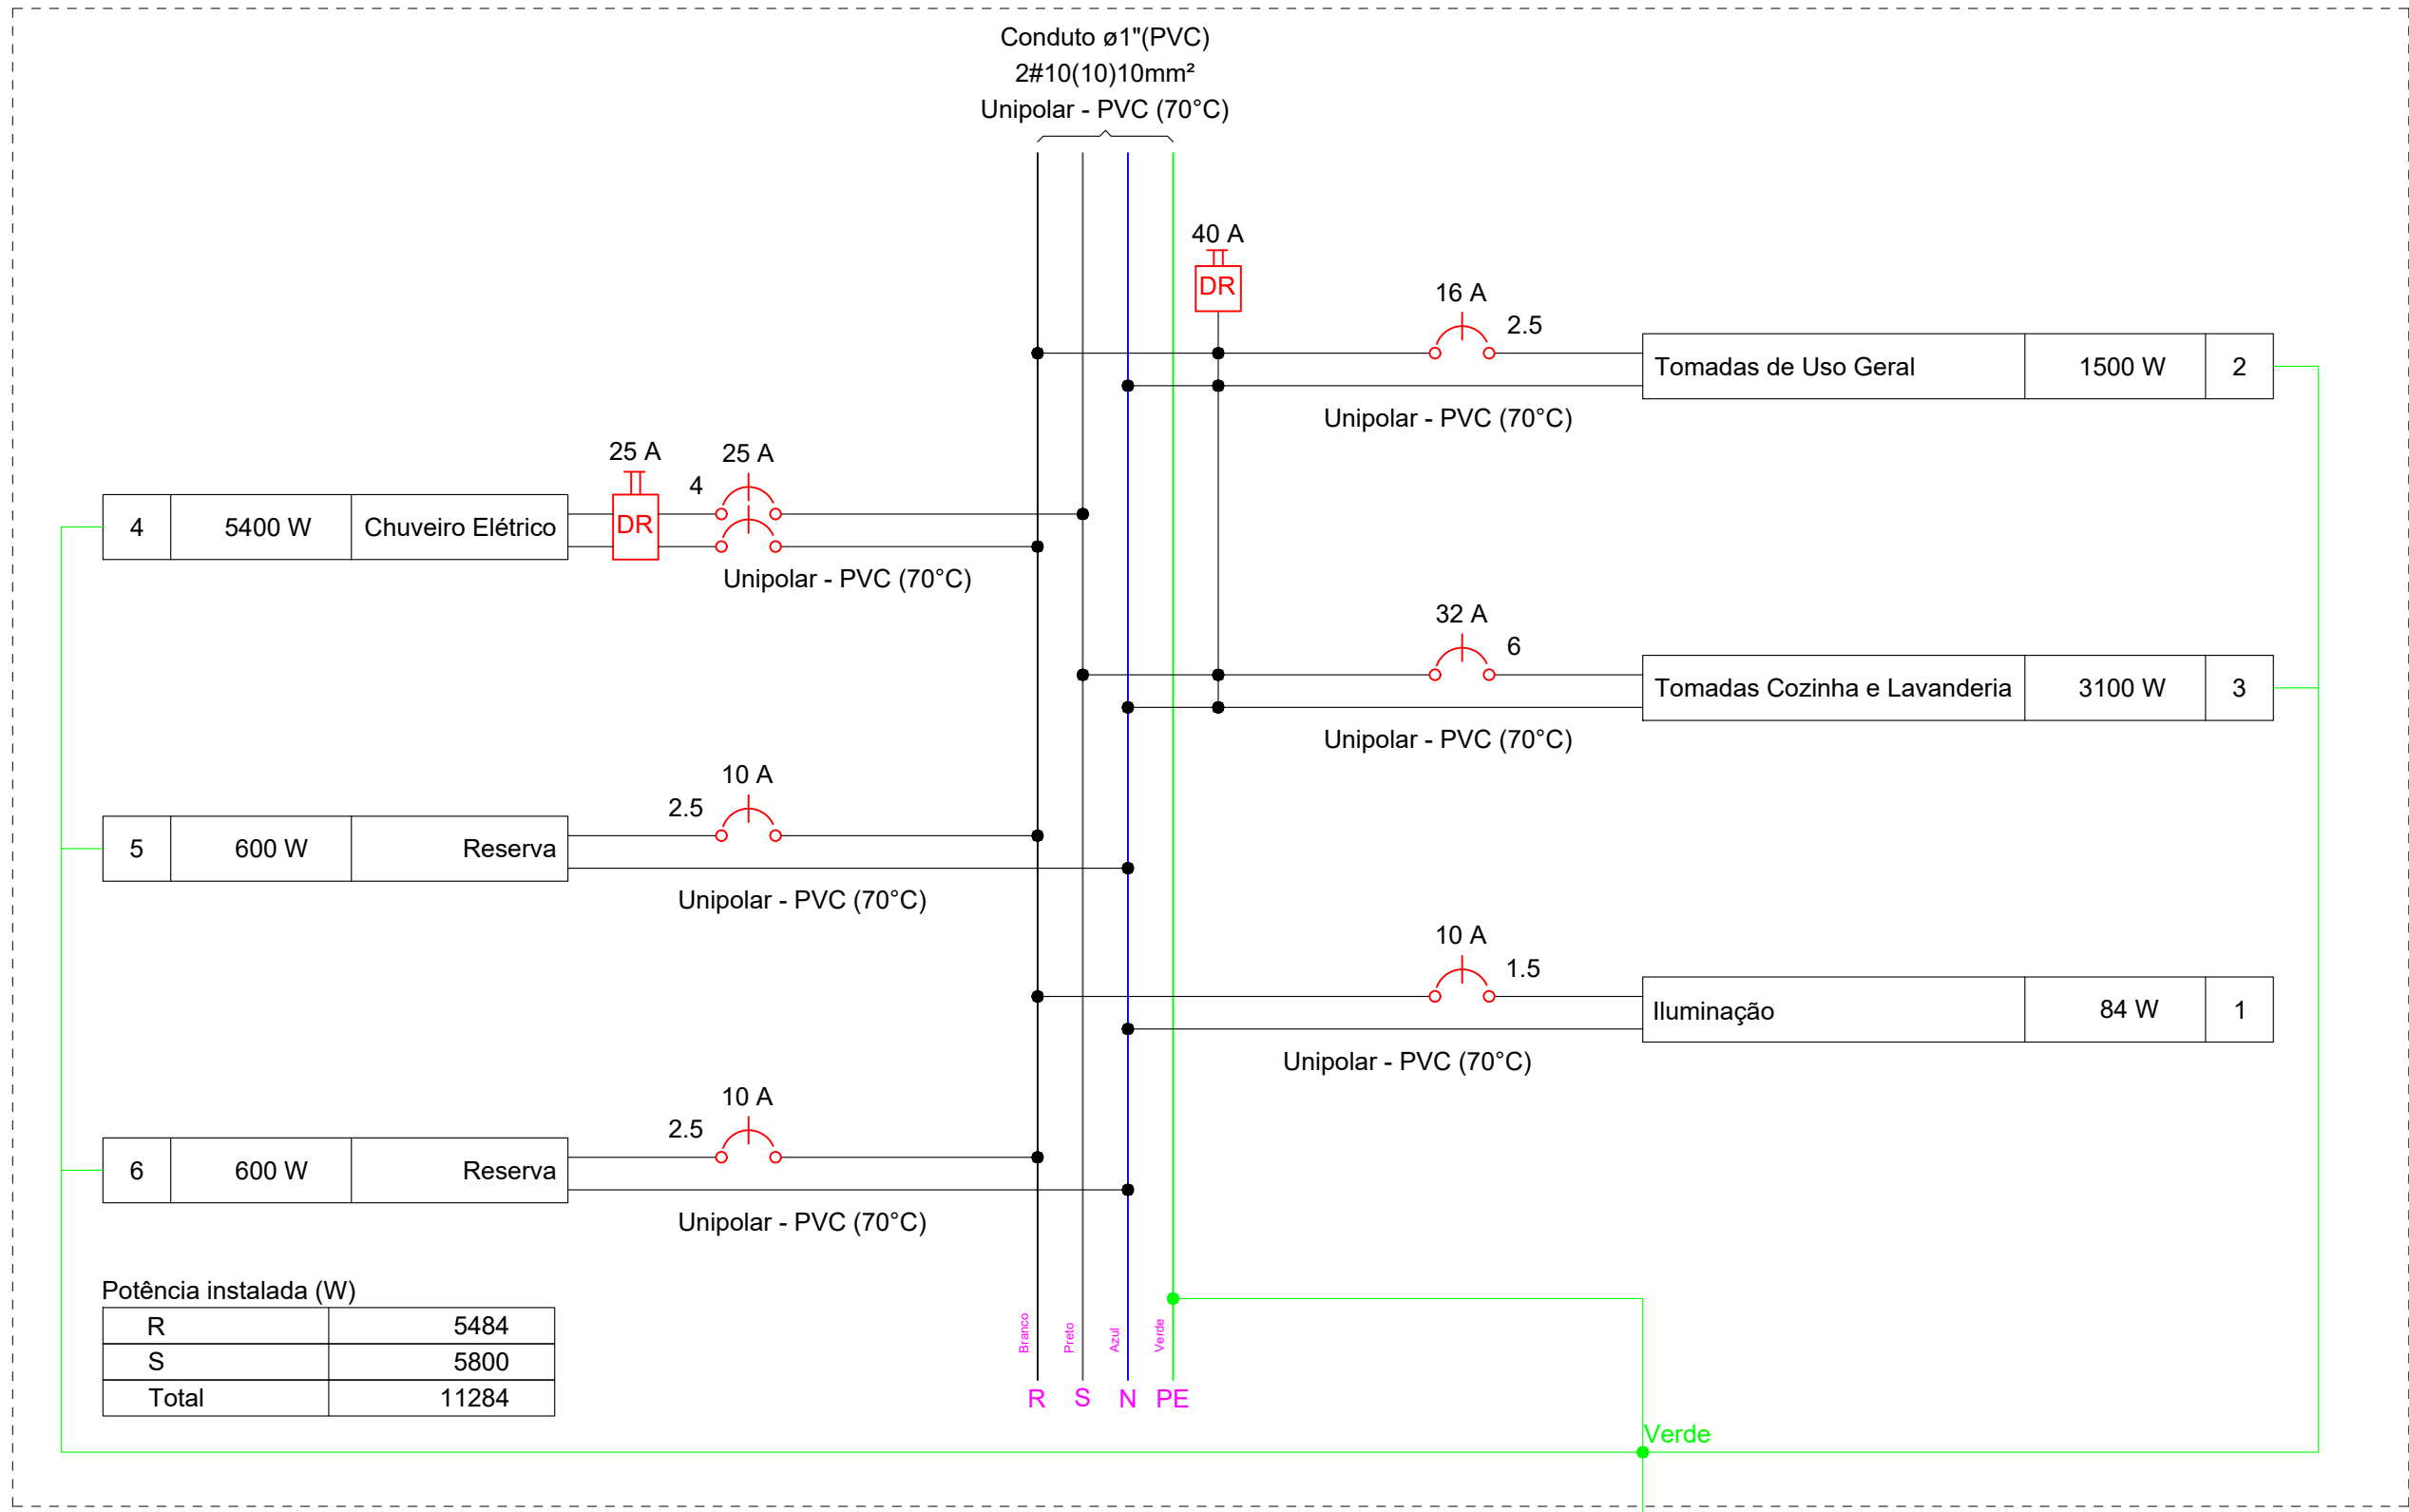 Conduto ø1"(PVC)
2#10(10)10mm²
Unipolar - PVC (70°C)
40 A
DR
16 A
2.5
Tomadas de Uso Geral 1500 W 2
Unipolar - PVC (70°C)
25 A
25 A
4
4 5400 W Chuveiro Elétrico
DR
Unipolar - PVC (70°C)
32 A
6
Tomadas Cozinha e Lavanderia 3100 W 3
Unipolar - PVC (70°C)
10 A
2.5
5 600 W Reserva
Unipolar - PVC (70°C)
10 A
1.5
Iluminação 84 W 1
Unipolar - PVC (70°C)
10 A
2.5
6 600 W Reserva
Unipolar - PVC (70°C)
Potência instalada (W)
R 5484
S 5800
Total 11284
Branco
Preto
Azul
Verde
R S N PE
Verde